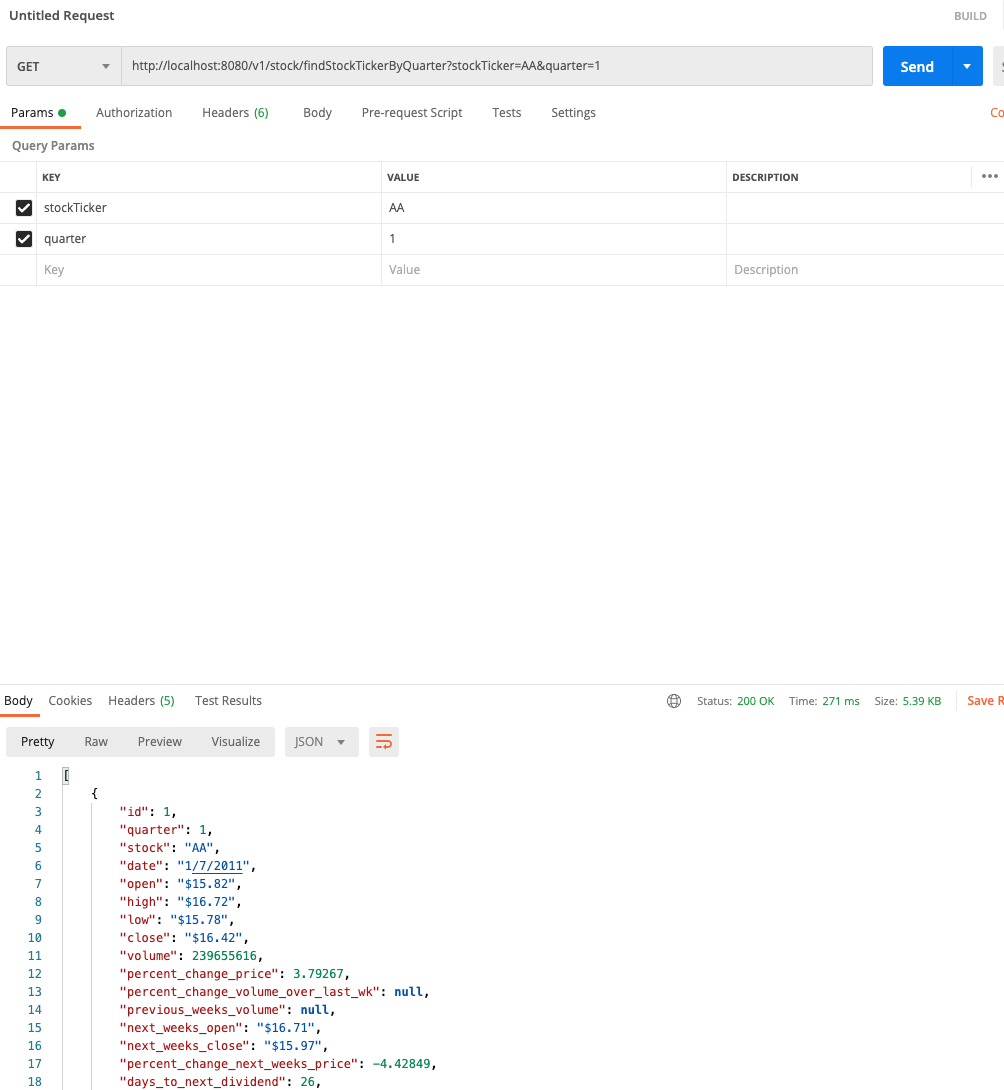 Untitled Request BUILD
GET http://localhost:8080/v1/stock/findStockTickerByQuarter?stockTicker=AA&quarter=1 Send
Params Authorization Headers (6) Body Pre-request Script Tests Settings Co
Query Params
KEY VALUE DESCRIPTION
stockTicker AA
quarter 1
Key Value Description
Body Cookies Headers (5) Test Results Status: 200 OK Time: 271 ms Size: 5.39 KB Save R
Pretty Raw Preview Visualize JSON
1 [
2 {
3 "id": 1,
4 "quarter": 1,
5 "stock": "AA",
6 "date": "1/7/2011",
7 "open": "$15.82",
8 "high": "$16.72",
9 "low": "$15.78",
10 "close": "$16.42",
11 "volume": 239655616,
12 "percent_change_price": 3.79267,
13 "percent_change_volume_over_last_wk": null,
14 "previous_weeks_volume": null,
15 "next_weeks_open": "$16.71",
16 "next_weeks_close": "$15.97",
17 "percent_change_next_weeks_price": -4.42849,
18 "days_to_next_dividend": 26,